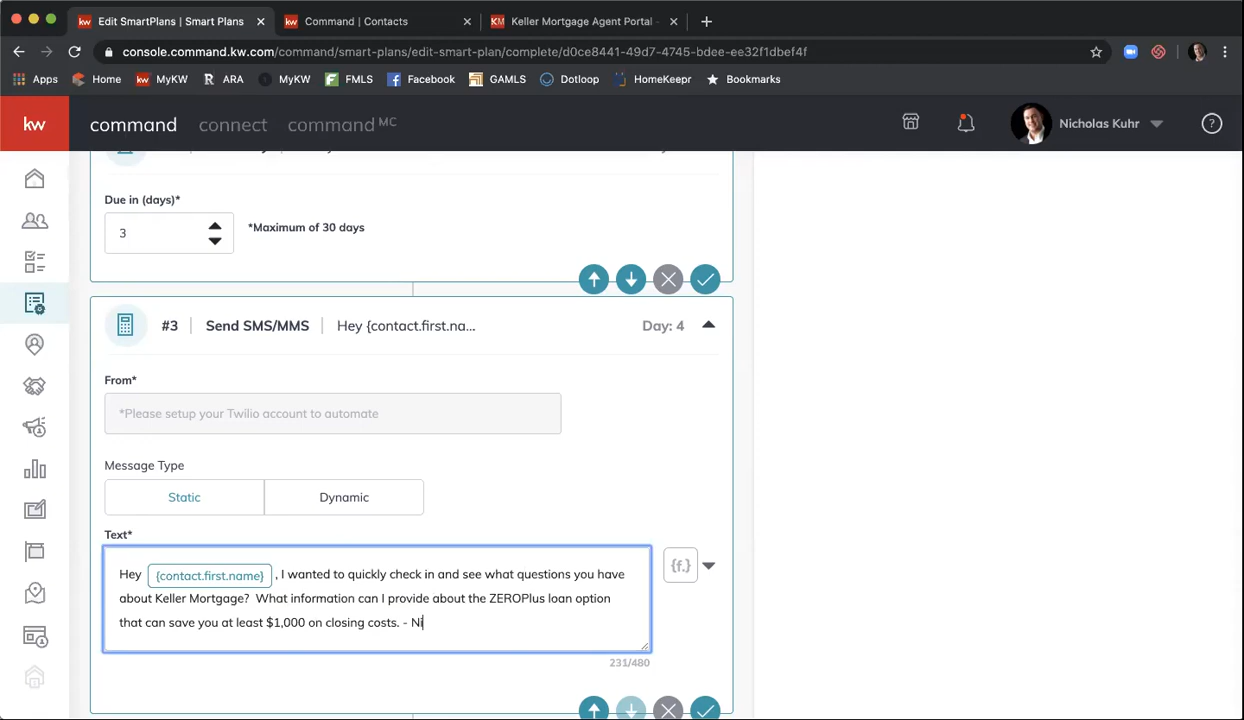 Edit SmartPlans | Smart Plans
Command | Contacts
Keller Mortgage Agent Portal
console.command.kw.com/command/smart-plans/edit-smart-plan/complete/d0ce8441-49d7-4745-bdee-ee32f1dbef4f
Apps Home kw MyKW R ARA MyKW F FMLS f Facebook GAMLS Dotloop HomeKeepr Bookmarks
kw command connect command MC Nicholas Kuhr ?
Due in (days)*
3 *Maximum of 30 days
#3 Send SMS/MMS Hey {contact.first.na... Day: 4
From*
*Please setup your Twilio account to automate
Message Type
Static Dynamic
Text*
Hey {contact.first.name} , I wanted to quickly check in and see what questions you have
about Keller Mortgage? What information can I provide about the ZEROPlus loan option
that can save you at least $1,000 on closing costs. - Ni
{f.}
231/480